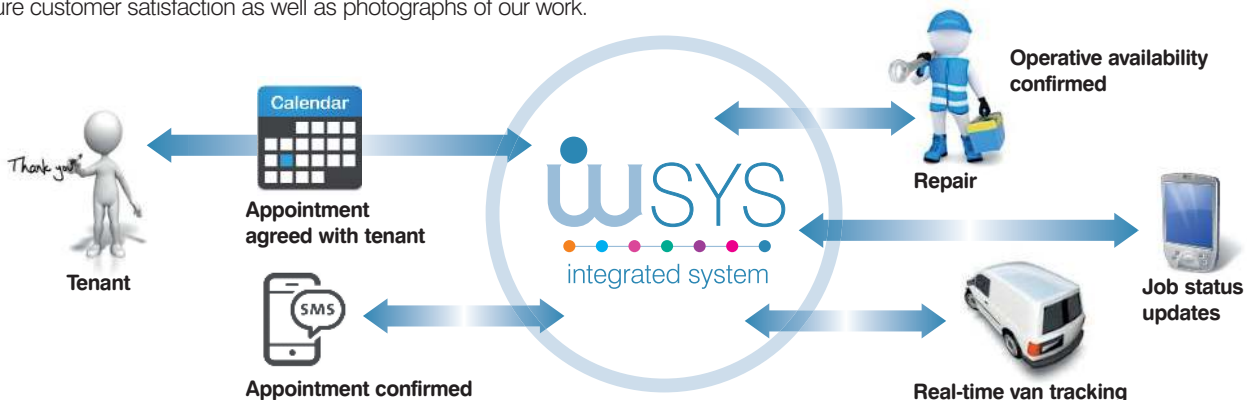 ure customer satisfaction as well as photographs of our work.
Calendar
Thank you
Appointment
agreed with tenant
Tenant
SMS
Appointment confirmed
iwsys
integrated system
Operative availability
confirmed
Repair
Job status
updates
Real-time van tracking